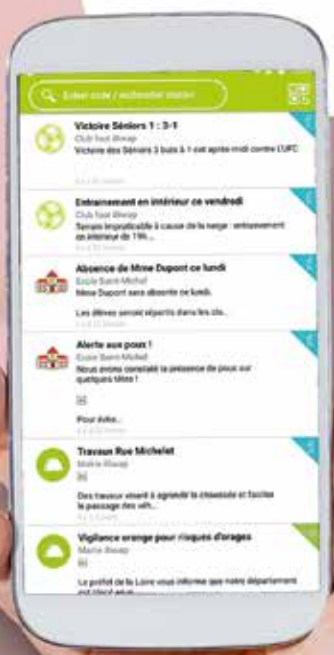 Entrer code / rechercher station
Victoire Séniors 1 : 3-1
Club foot Illiwap
Victoire des Séniors 3 buts à 1 cet après-midi contre L'UFC
Entrainement en intérieur ce vendredi
Club foot Illiwap
Terrain impraticable à cause de la neige : entrainement
en intérieur de 19h...
Absence de Mme Dupont ce lundi
Ecole Saint-Michel
Mme Dupont sera absente ce lundi.
Les élèves seront répartis dans les cla..
Alerte aux poux !
Ecole Saint-Michel
Nous avons constaté la présence de poux sur
quelques têtes !
Pour évite..
Travaux Rue Michelet
Mairie Illiwap
Des travaux visant à agrandir la chaussée et facilite
le passage des véh...
Vigilance orange pour risques d'orages
Mairie Illiwap
Le préfet de la Loire vous informe que notre département
est placé en vi